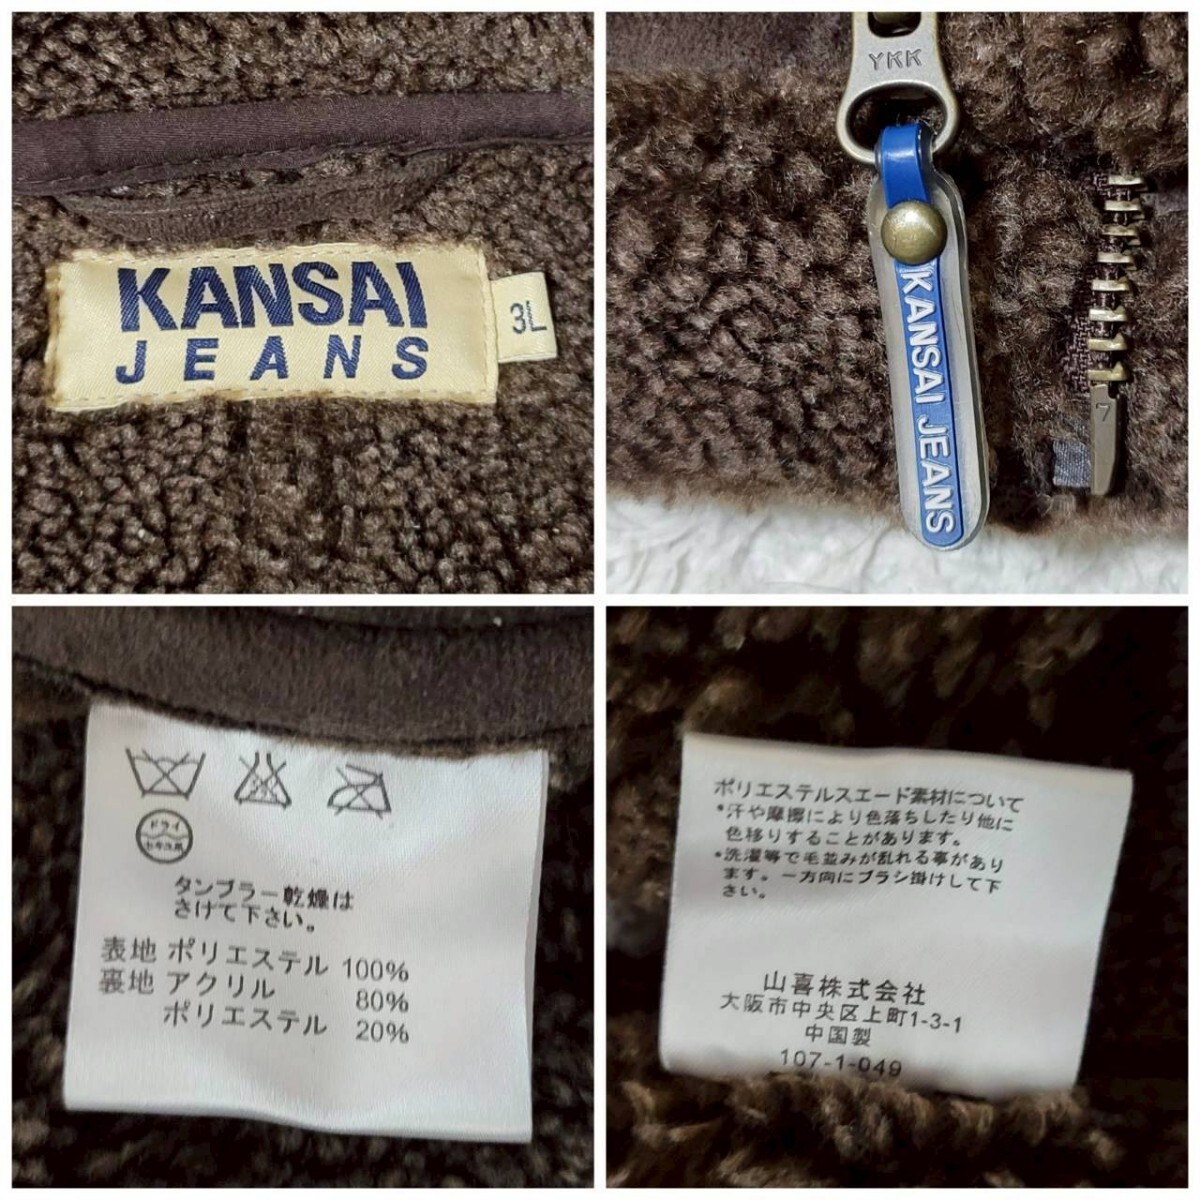 KANSAI
JEANS
3L
YKK
KANSAI JEANS
7
ドライ
セキユ系
タンブラー乾燥は
さけて下さい。
表地 ポリエステル 100%
裏地 アクリル 80%
ポリエステル 20%
ポリエステルスエード素材について
•汗や摩擦により色落ちしたり他に
色移りすることがあります。
•洗濯等で毛並みが乱れる事があり
ます。一方向にブラシ掛けして下
さい。
山喜株式会社
大阪市中央区上町1-3-1
中国製
107-1-049